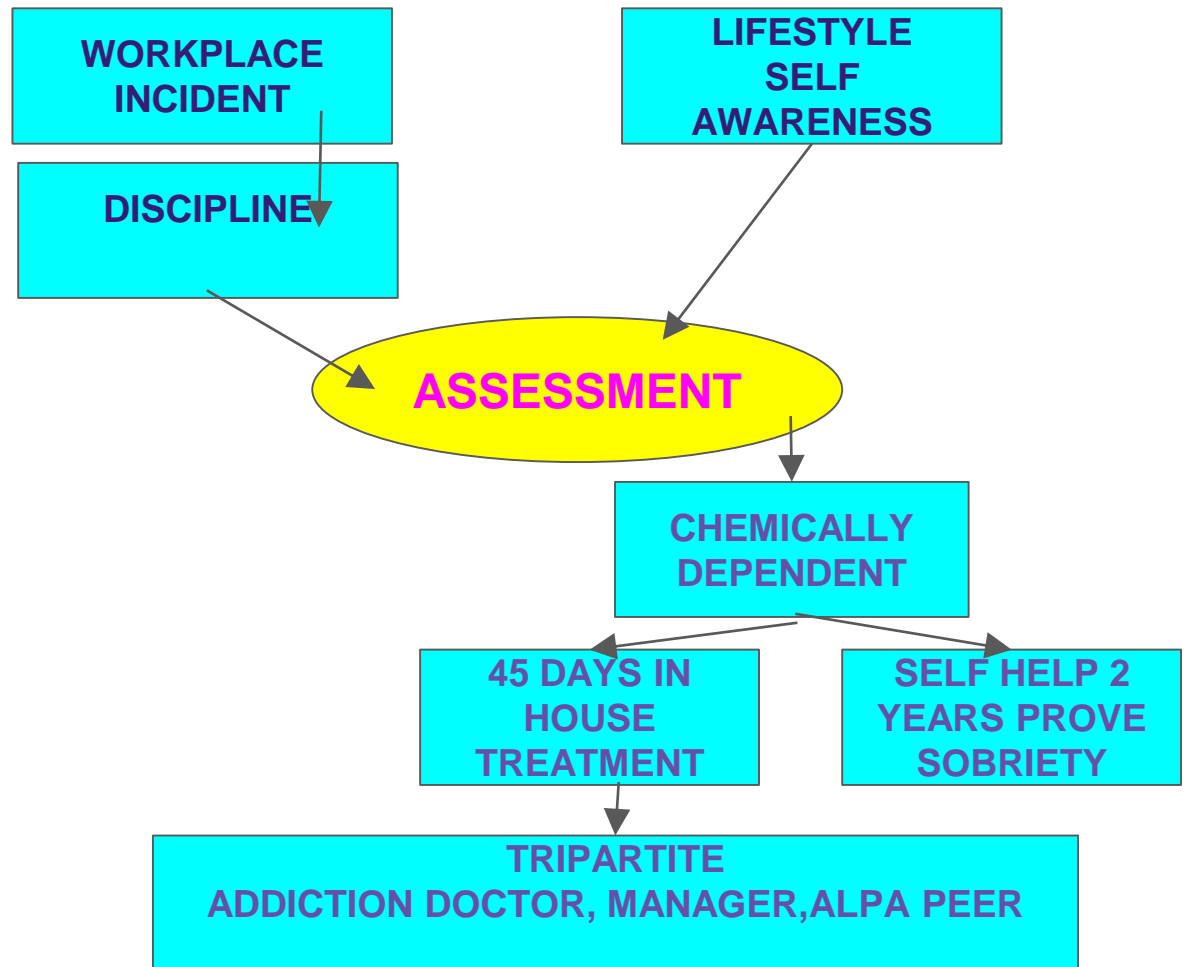 WORKPLACE
INCIDENT
LIFESTYLE
SELF
AWARENESS
DISCIPLINE
ASSESSMENT
CHEMICALLY
DEPENDENT
45 DAYS IN
HOUSE
TREATMENT
SELF HELP 2
YEARS PROVE
SOBRIETY
TRIPARTITE
ADDICTION DOCTOR, MANAGER,ALPA PEER